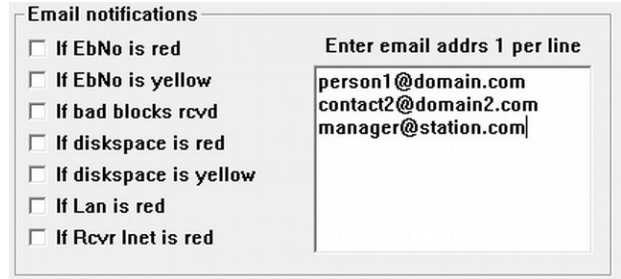 Email notifications
If EbNo is red
If EbNo is yellow
If bad blocks rcvd
If diskspace is red
If diskspace is yellow
If Lan is red
If Rcvr Inet is red
Enter email addrs 1 per line
person1@domain.com
contact2@domain2.com
manager@station.com